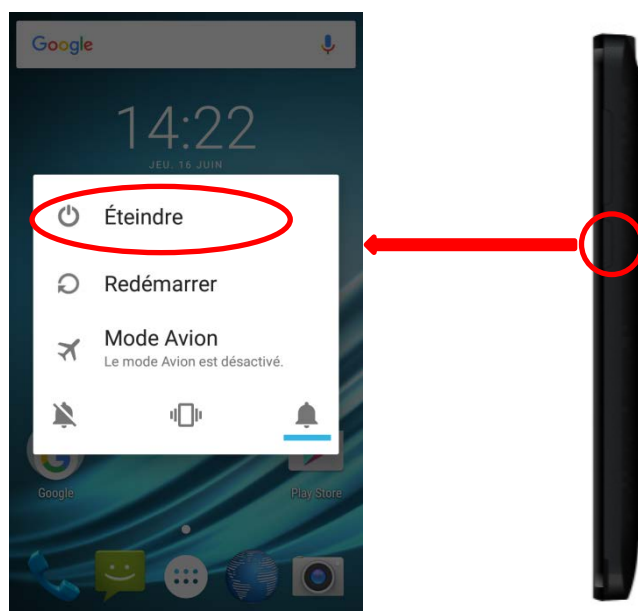 Google
14:22
JEU. 16 JUIN
Éteindre
Redémarrer
Mode Avion
Le mode Avion est désactivé.
Google
Play Store